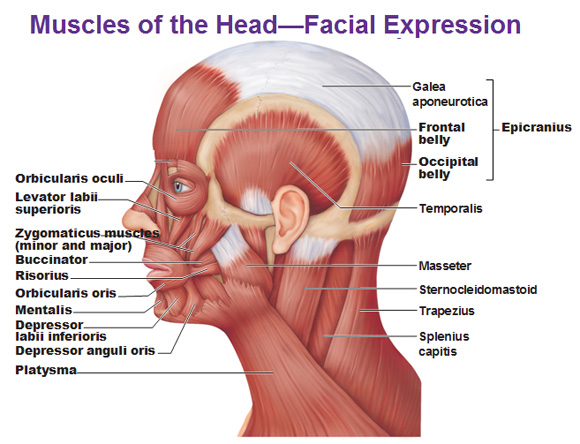 Muscles of the Head—Facial Expression
Galea
aponeurotica
Frontal
belly
Epicranius
Occipital
belly
Orbicularis oculi
Levator labii
superioris
Temporalis
Zygomaticus muscles
(minor and major)
Buccinator
Masseter
Risorius
Sternocleidomastoid
Orbicularis oris
Mentalis
Trapezius
Depressor
labii inferioris
Splenius
capitis
Depressor anguli oris
Platysma